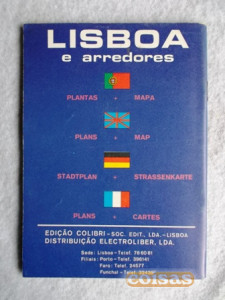 LISBOA
e arredores
PLANTAS + MAPA
PLANS + MAP
STADTPLAN + STRASSENKARTE
PLANS + CARTES
EDIÇÃO COLIBRI - SOC. EDIT., LDA. - LISBOA
DISTRIBUIÇÃO ELECTROLIBER, LDA.
Sede: Lisboa - Telef.
Filiais: Porto - Telef.
Faro: Telef. 24577
Funchal - Telef.
coisas